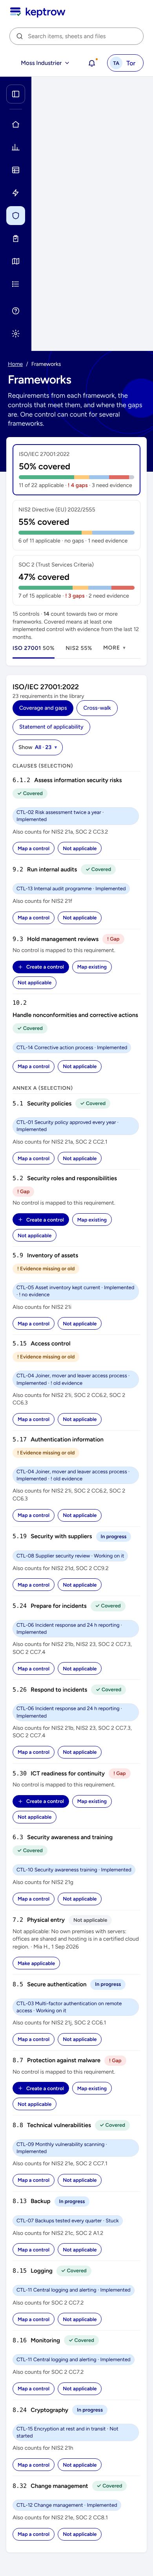 keptrow
Search items, sheets and files
Moss Industrier
TA Tor
Home / Frameworks
Frameworks
Requirements from each framework, the
controls that meet them, and where the gaps
are. One control can count for several
frameworks.
ISO/IEC 27001:2022
50% covered
11 of 22 applicable · ! 4 gaps · 2 need evidence
NIS2 Directive (EU) 2022/2555
55% covered
6 of 11 applicable · no gaps · 1 need evidence
SOC 2 (Trust Services Criteria)
47% covered
7 of 15 applicable · ! 3 gaps · 2 need evidence
15 controls · 14 count towards two or more
frameworks. Covered means at least one
implemented control with evidence from the last 12
months.
ISO 27001 50% NIS2 55% MORE
ISO/IEC 27001:2022
23 requirements in the library.
Coverage and gaps Cross-walk
Statement of applicability
Show All · 23
CLAUSES (SELECTION)
6.1.2 Assess information security risks
✓ Covered
CTL-02 Risk assessment twice a year ·
Implemented
Also counts for NIS2 21a, SOC 2 CC3.2
Map a control Not applicable
9.2 Run internal audits ✓ Covered
CTL-13 Internal audit programme · Implemented
Also counts for NIS2 21f
Map a control Not applicable
9.3 Hold management reviews ! Gap
No control is mapped to this requirement.
+ Create a control Map existing
Not applicable
10.2
Handle nonconformities and corrective actions
✓ Covered
CTL-14 Corrective action process · Implemented
Map a control Not applicable
ANNEX A (SELECTION)
5.1 Security policies ✓ Covered
CTL-01 Security policy approved every year ·
Implemented
Also counts for NIS2 21a, SOC 2 CC2.1
Map a control Not applicable
5.2 Security roles and responsibilities
! Gap
No control is mapped to this requirement.
+ Create a control Map existing
Not applicable
5.9 Inventory of assets
! Evidence missing or old
CTL-05 Asset inventory kept current · Implemented
· ! no evidence
Also counts for NIS2 21i
Map a control Not applicable
5.15 Access control
! Evidence missing or old
CTL-04 Joiner, mover and leaver access process ·
Implemented · ! old evidence
Also counts for NIS2 21i, SOC 2 CC6.2, SOC 2
CC6.3
Map a control Not applicable
5.17 Authentication information
! Evidence missing or old
CTL-04 Joiner, mover and leaver access process ·
Implemented · ! old evidence
Also counts for NIS2 21i, SOC 2 CC6.2, SOC 2
CC6.3
Map a control Not applicable
5.19 Security with suppliers In progress
CTL-08 Supplier security review · Working on it
Also counts for NIS2 21d, SOC 2 CC9.2
Map a control Not applicable
5.24 Prepare for incidents ✓ Covered
CTL-06 Incident response and 24 h reporting ·
Implemented
Also counts for NIS2 21b, NIS2 23, SOC 2 CC7.3,
SOC 2 CC7.4
Map a control Not applicable
5.26 Respond to incidents ✓ Covered
CTL-06 Incident response and 24 h reporting ·
Implemented
Also counts for NIS2 21b, NIS2 23, SOC 2 CC7.3,
SOC 2 CC7.4
Map a control Not applicable
5.30 ICT readiness for continuity ! Gap
No control is mapped to this requirement.
+ Create a control Map existing
Not applicable
6.3 Security awareness and training
✓ Covered
CTL-10 Security awareness training · Implemented
Also counts for NIS2 21g
Map a control Not applicable
7.2 Physical entry Not applicable
Not applicable: No own premises with servers;
offices are shared and hosting is in a certified cloud
region. · Mia H., 1 Sep 2026
Make applicable
8.5 Secure authentication In progress
CTL-03 Multi-factor authentication on remote
access · Working on it
Also counts for NIS2 21j, SOC 2 CC6.1
Map a control Not applicable
8.7 Protection against malware ! Gap
No control is mapped to this requirement.
+ Create a control Map existing
Not applicable
8.8 Technical vulnerabilities ✓ Covered
CTL-09 Monthly vulnerability scanning ·
Implemented
Also counts for NIS2 21e, SOC 2 CC7.1
Map a control Not applicable
8.13 Backup In progress
CTL-07 Backups tested every quarter · Stuck
Also counts for NIS2 21c, SOC 2 A1.2
Map a control Not applicable
8.15 Logging ✓ Covered
CTL-11 Central logging and alerting · Implemented
Also counts for SOC 2 CC7.2
Map a control Not applicable
8.16 Monitoring ✓ Covered
CTL-11 Central logging and alerting · Implemented
Also counts for SOC 2 CC7.2
Map a control Not applicable
8.24 Cryptography In progress
CTL-15 Encryption at rest and in transit · Not
started
Also counts for NIS2 21h
Map a control Not applicable
8.32 Change management ✓ Covered
CTL-12 Change management · Implemented
Also counts for NIS2 21e, SOC 2 CC8.1
Map a control Not applicable